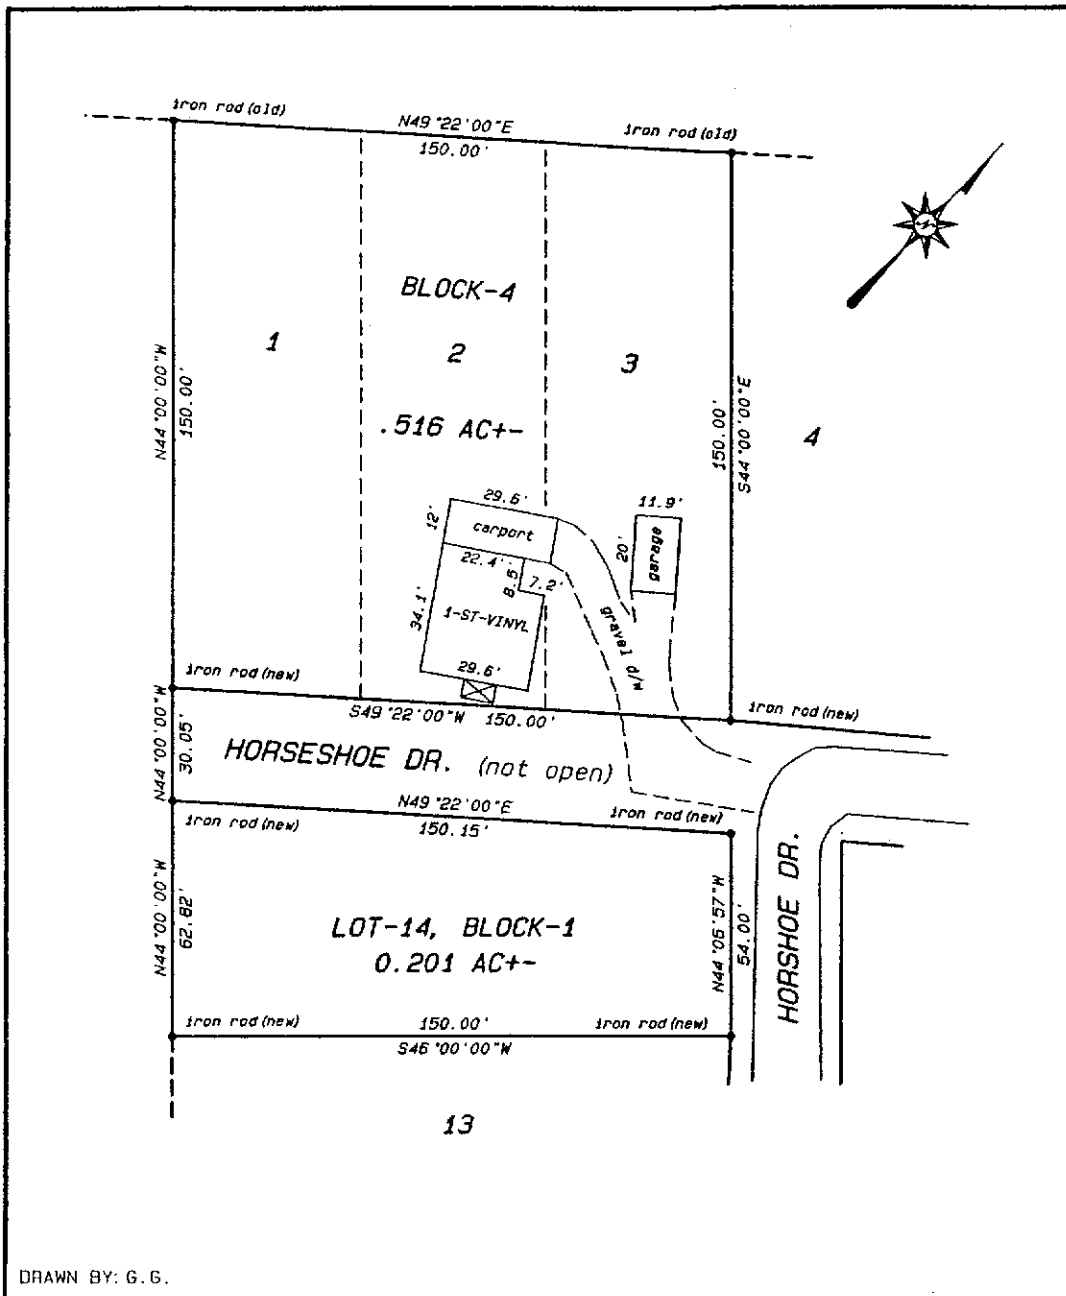 iron rod (old)
N49°22'00"E
iron rod (old)
150.00'
BLOCK-4
1
2
3
N44°00'00"W
150.00'
150.00'
S44°00'00"E
.516 AC+-
4
29.6'
11.9'
12'
carport
20'
garage
22.4'
8.5'
7.2'
34.1'
1-ST-VINYL
gravel d/w
29.6'
iron rod (new)
S49°22'00"W 150.00'
iron rod (new)
N44°00'00"W
30.05'
HORSESHOE DR. (not open)
N49°22'00"E
iron rod (new)
150.15'
iron rod (new)
N44°00'00"W
62.82'
LOT-14, BLOCK-1
0.201 AC+-
N44°06'57"W
54.00'
HORSHOE DR.
iron rod (new)
150.00'
iron rod (new)
S46°00'00"W
13
DRAWN BY: G.G.